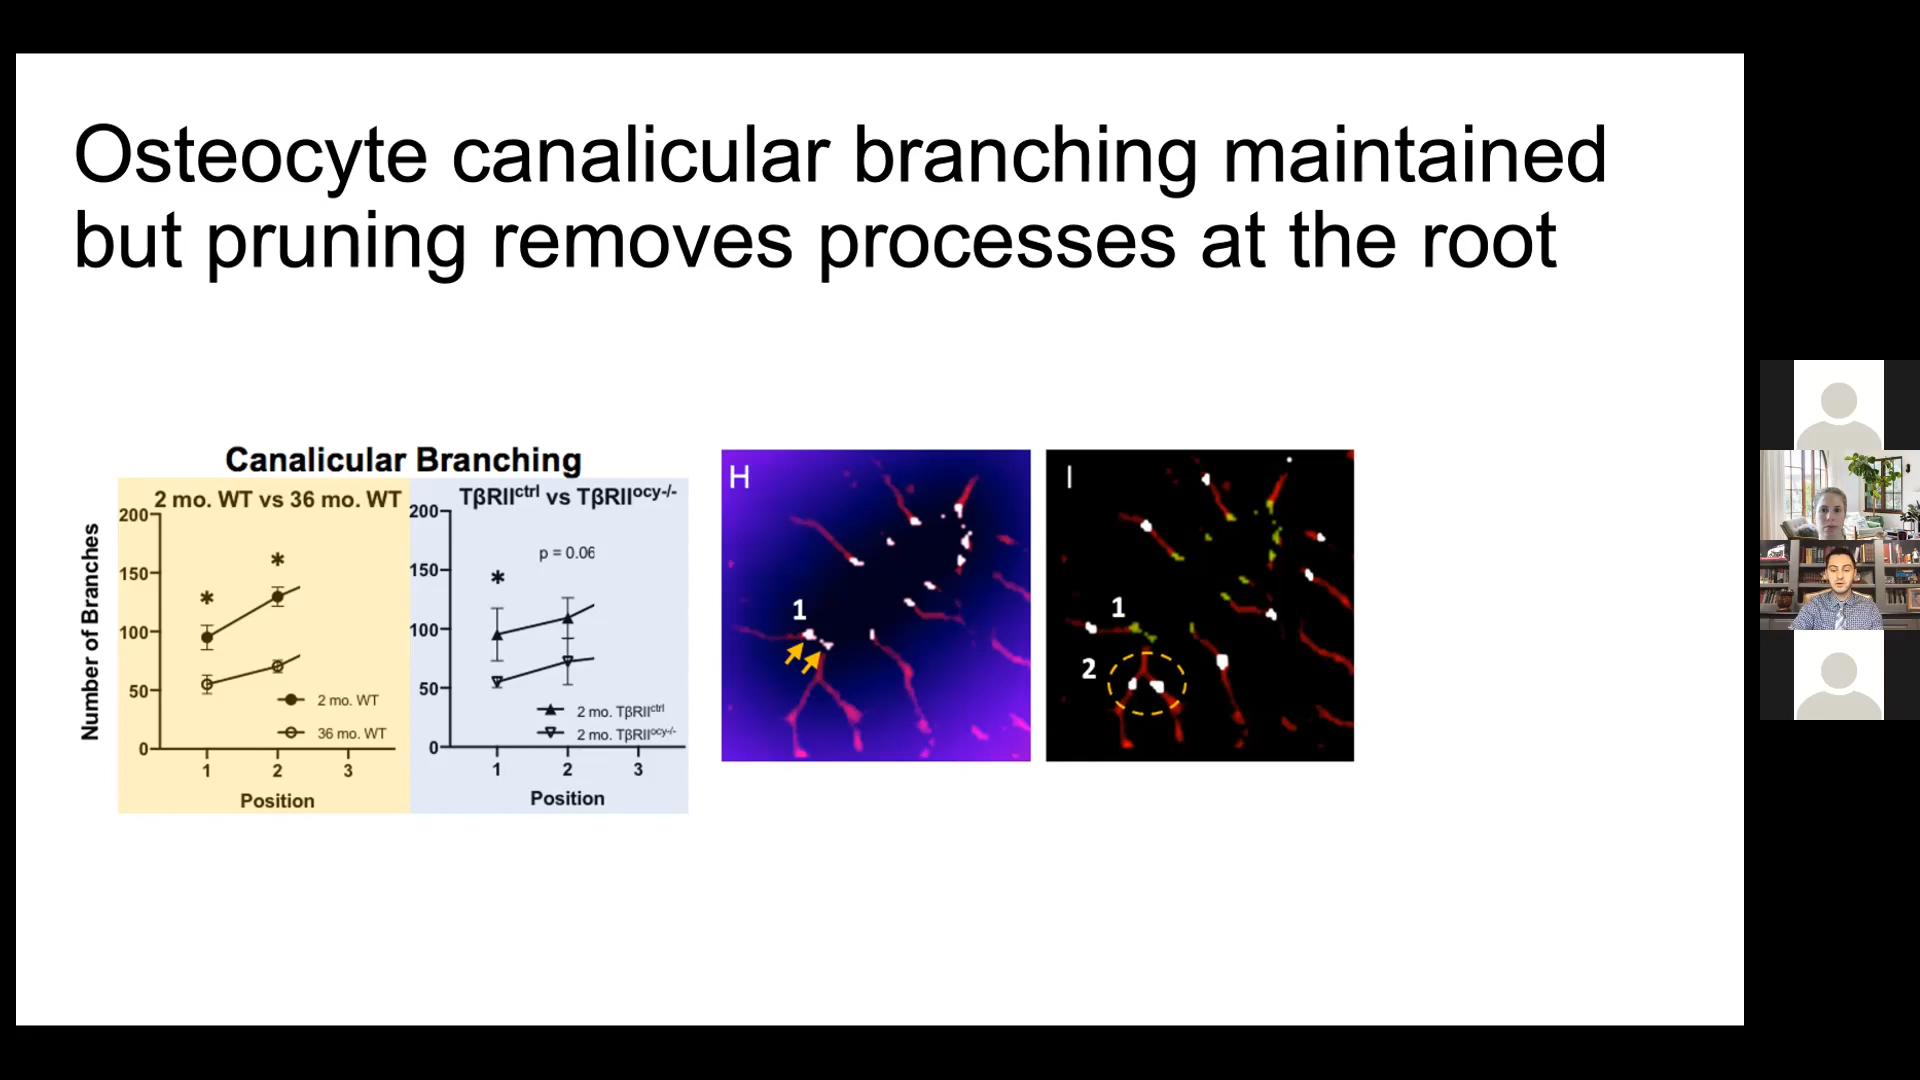 Osteocyte canalicular branching maintained
but pruning removes processes at the root
Canalicular Branching
Number of Branches
2 mo. WT vs 36 mo. WT
200
150
100
50
0
*
*
2 mo. WT
36 mo. WT
1 2 3
Position
TβRIIctrl vs TβRIIocy-/-
200
150
100
50
0
p = 0.06
*
2 mo. TβRIIctrl
2 mo. TβRIIocy-/-
1 2 3
Position
H
1
I
1
2